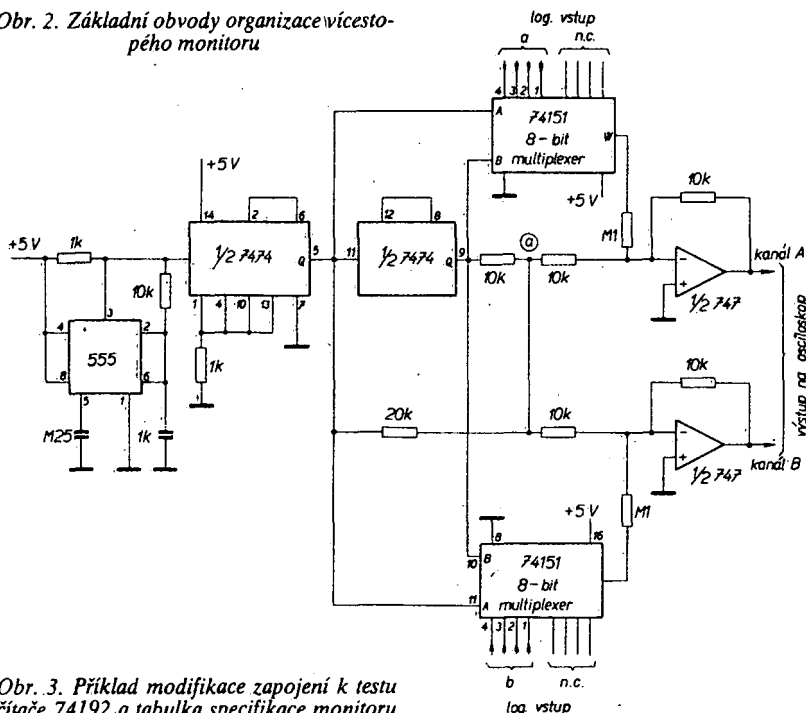 Obr. 2. Základní obvody organizace vícesto-
pého monitoru
log. vstup
a
n.c.
4 3 2 1
A
74151
8-bit
multiplexer
W
B
+5V
+5V
14
2
6
1/2 7474
Q
5
1
4
10
13
7
1k
12
8
11
1/2 7474
Q
9
10k
a
10k
M1
10k
-
+
1/2 747
kanál A
+5V
1k
10k
3
4
2
555
8
6
5
1
M25
1k
20k
10k
10k
-
+
1/2 747
kanál B
výstup na osciloskop
M1
+5V
8
16
10
B
74151
8-bit
multiplexer
11
A
4 3 2 1
b
n.c.
log. vstup
Obr. 3. Příklad modifikace zapojení k testu
čítače 74192 a tabulka specifikace monitoru